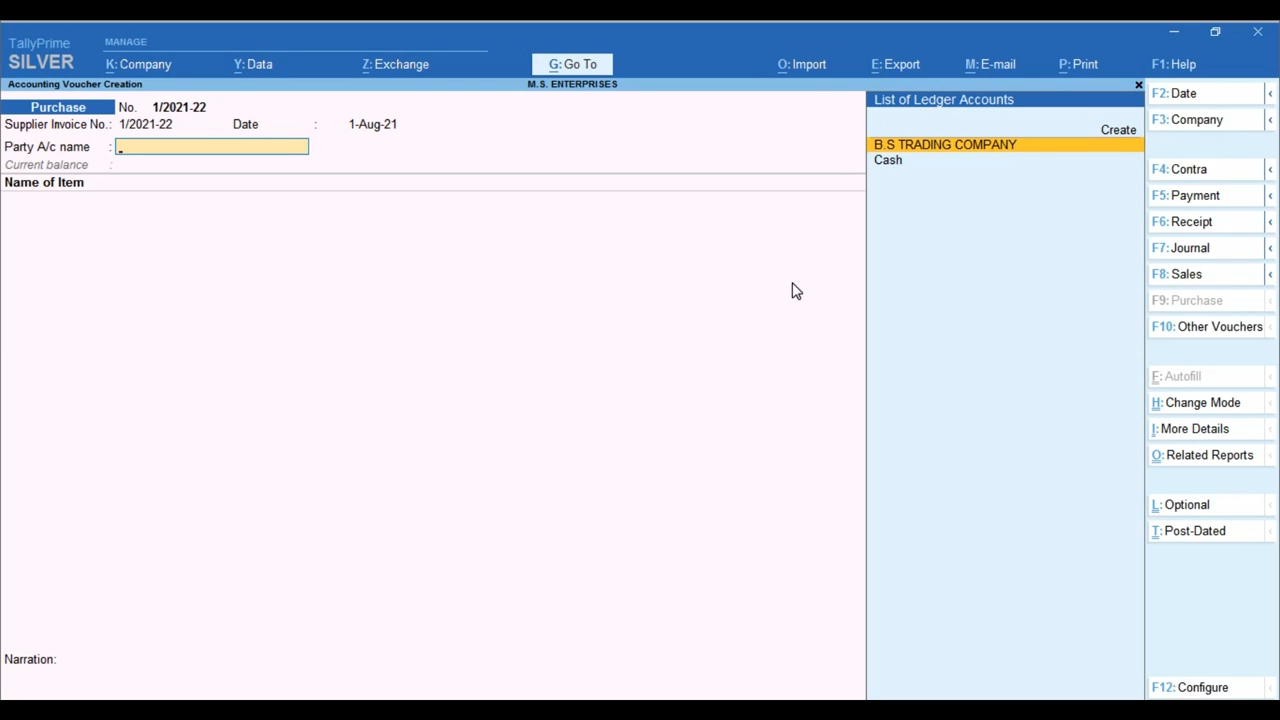 TallyPrime
SILVER
MANAGE
K: Company
Y: Data
Z: Exchange
G: Go To
O: Import
E: Export
M: E-mail
P: Print
F1: Help
Accounting Voucher Creation
M.S. ENTERPRISES
Purchase No. 1/2021-22
Supplier Invoice No.: 1/2021-22 Date : 1-Aug-21
Party A/c name :
Current balance :
Name of Item
Narration:
List of Ledger Accounts
Create
B.S TRADING COMPANY
Cash
F2: Date
F3: Company
F4: Contra
F5: Payment
F6: Receipt
F7: Journal
F8: Sales
F9: Purchase
F10: Other Vouchers
F: Autofill
H: Change Mode
I: More Details
O: Related Reports
L: Optional
T: Post-Dated
F12: Configure